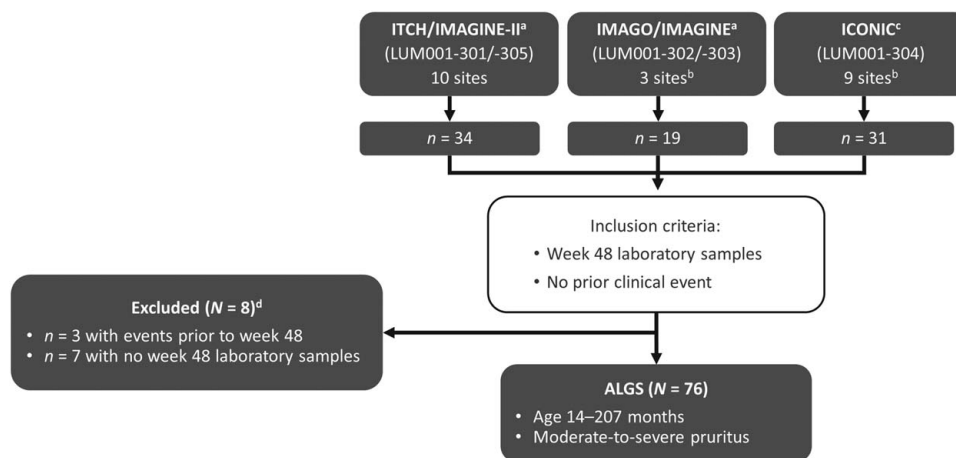 ITCH/IMAGINE-IIᵃ
(LUM001-301/-305)
10 sites
IMAGO/IMAGINEᵃ
(LUM001-302/-303)
3 sitesᵇ
ICONICᶜ
(LUM001-304)
9 sitesᵇ
n = 34
n = 19
n = 31
Inclusion criteria:
• Week 48 laboratory samples
• No prior clinical event
Excluded (N = 8)ᵈ
• n = 3 with events prior to week 48
• n = 7 with no week 48 laboratory samples
ALGS (N = 76)
• Age 14–207 months
• Moderate-to-severe pruritus